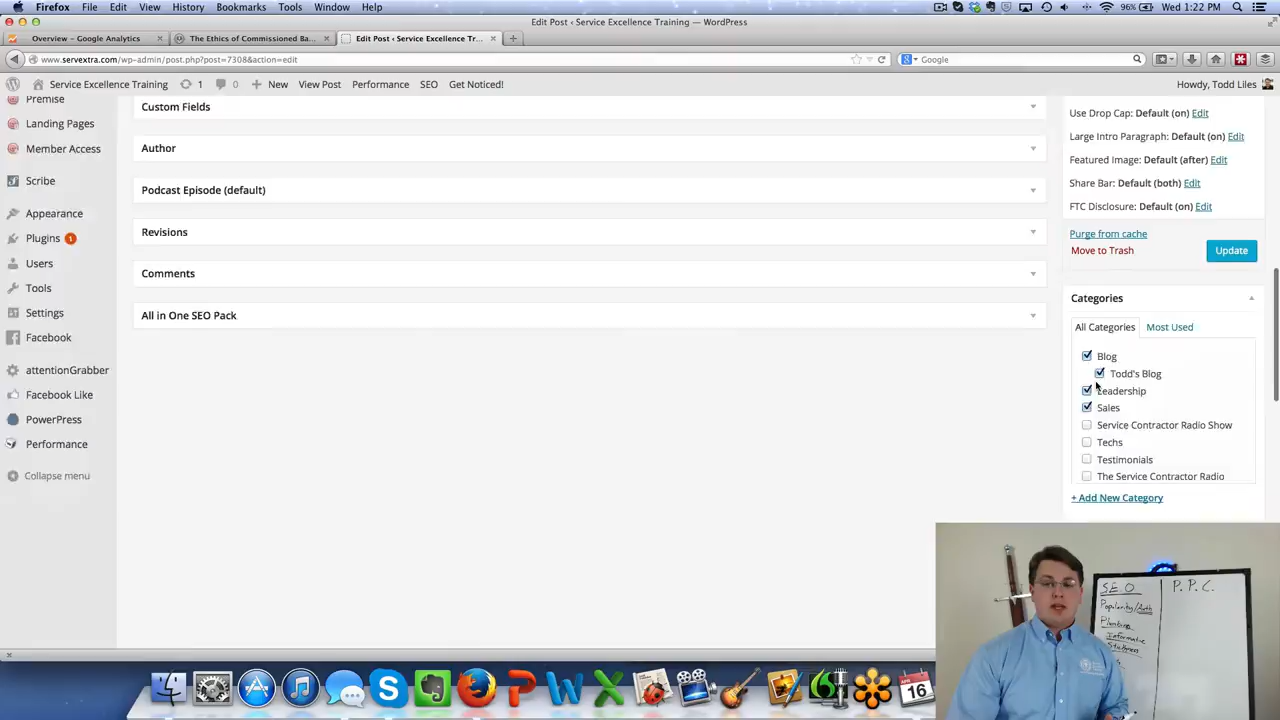 Firefox File Edit View History Bookmarks Tools Window Help 96% Wed 1:22 PM
Edit Post ‹ Service Excellence Training — WordPress
Overview – Google Analytics The Ethics of Commissioned Ba... Edit Post ‹ Service Excellence Tr...
www.servextra.com/wp-admin/post.php?post=7308&action=edit Google
Service Excellence Training 1 0 New View Post Performance SEO Get Noticed! Howdy, Todd Liles
Premise
Landing Pages
Member Access
Scribe
Appearance
Plugins 1
Users
Tools
Settings
Facebook
attentionGrabber
Facebook Like
PowerPress
Performance
Collapse menu
Custom Fields
Author
Podcast Episode (default)
Revisions
Comments
All in One SEO Pack
Use Drop Cap: Default (on) Edit
Large Intro Paragraph: Default (on) Edit
Featured Image: Default (after) Edit
Share Bar: Default (both) Edit
FTC Disclosure: Default (on) Edit
Purge from cache
Move to Trash Update
Categories
All Categories Most Used
Blog
Todd's Blog
Leadership
Sales
Service Contractor Radio Show
Techs
Testimonials
The Service Contractor Radio
+ Add New Category
S.E.O P.P.C.
Popularity/
APR
16